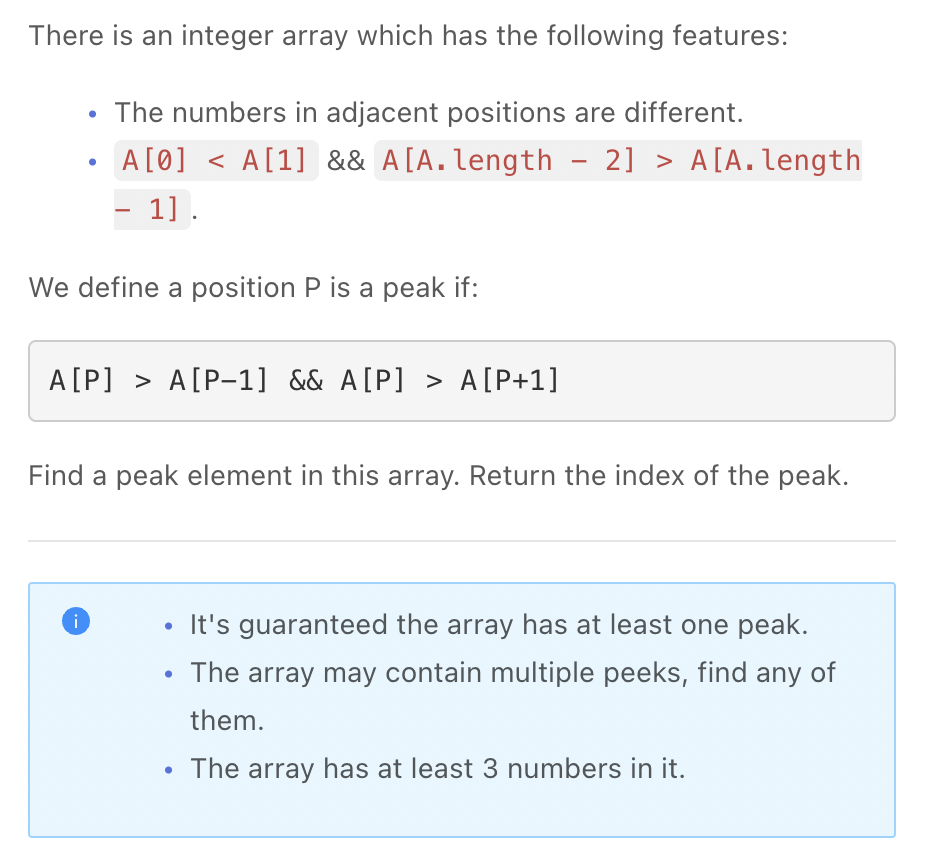 There is an integer array which has the following features:
• The numbers in adjacent positions are different.
• A[0] < A[1] && A[A.length - 2] > A[A.length
- 1].
We define a position P is a peak if:
A[P] > A[P-1] && A[P] > A[P+1]
Find a peak element in this array. Return the index of the peak.
i
• It's guaranteed the array has at least one peak.
• The array may contain multiple peeks, find any of
them.
• The array has at least 3 numbers in it.